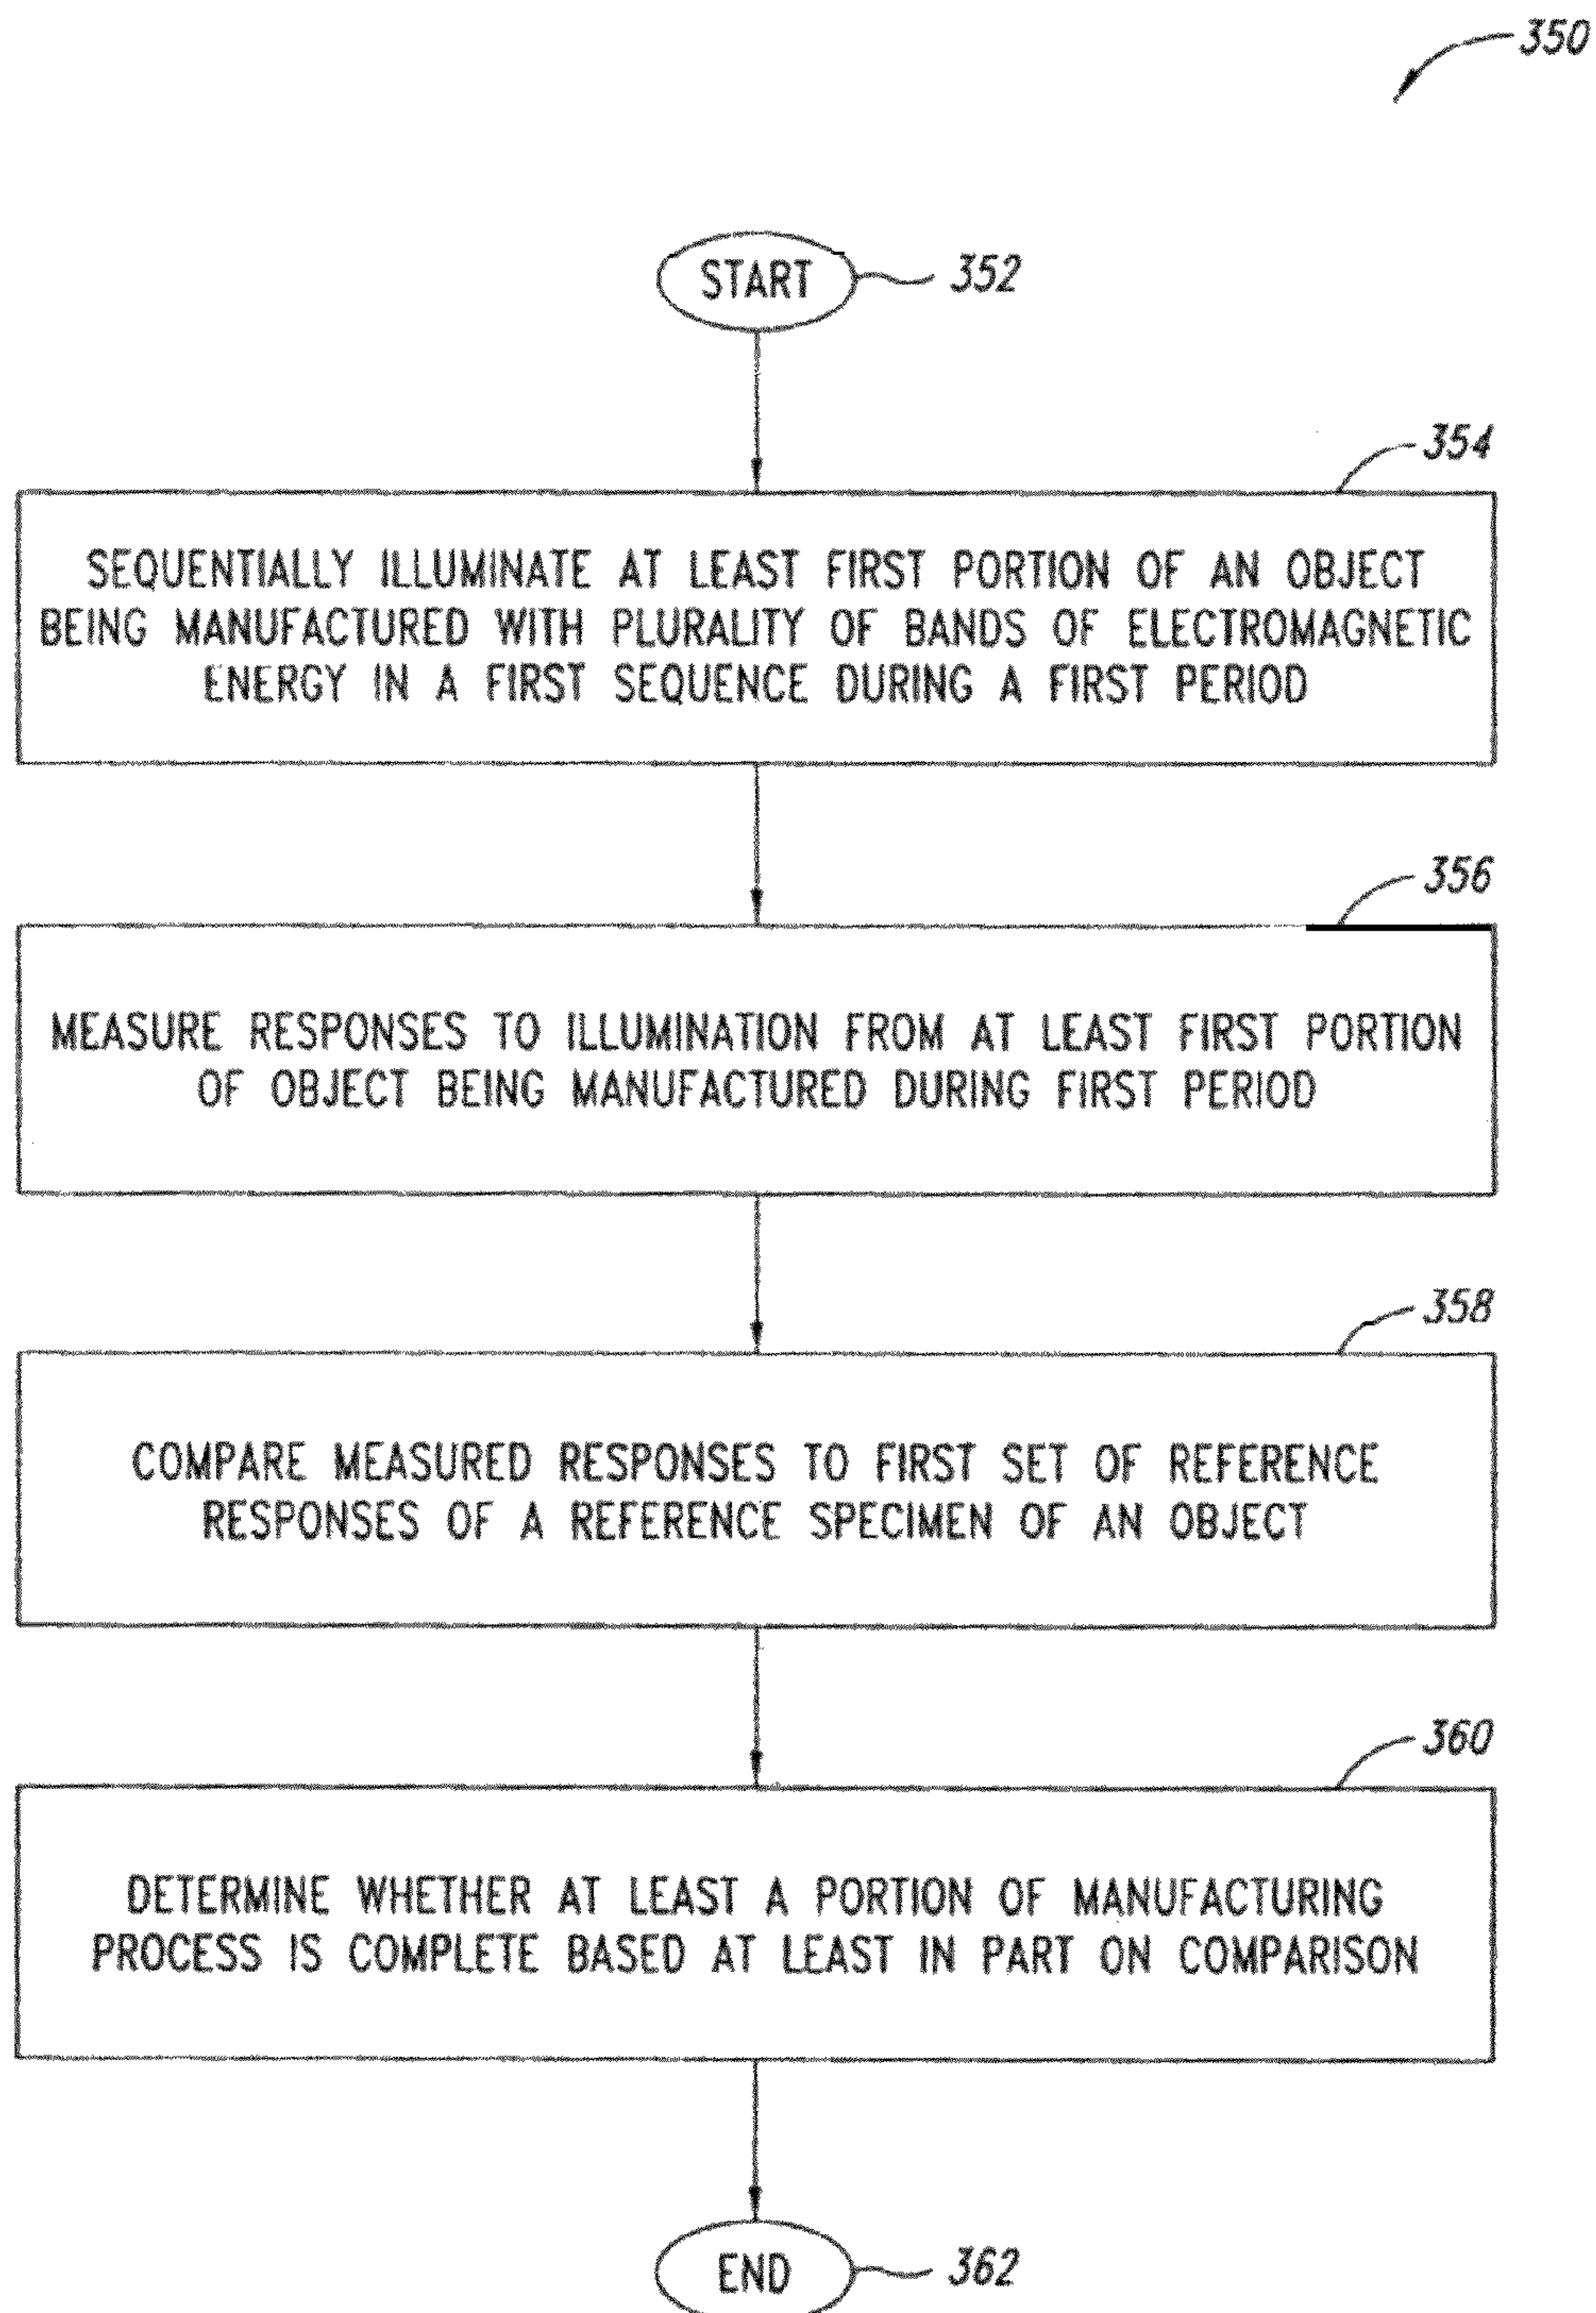 350
START
352
354
SEQUENTIALLY ILLUMINATE AT LEAST FIRST PORTION OF AN OBJECT
BEING MANUFACTURED WITH PLURALITY OF BANDS OF ELECTROMAGNETIC
ENERGY IN A FIRST SEQUENCE DURING A FIRST PERIOD
356
MEASURE RESPONSES TO ILLUMINATION FROM AT LEAST FIRST PORTION
OF OBJECT BEING MANUFACTURED DURING FIRST PERIOD
358
COMPARE MEASURED RESPONSES TO FIRST SET OF REFERENCE
RESPONSES OF A REFERENCE SPECIMEN OF AN OBJECT
360
DETERMINE WHETHER AT LEAST A PORTION OF MANUFACTURING
PROCESS IS COMPLETE BASED AT LEAST IN PART ON COMPARISON
END
362